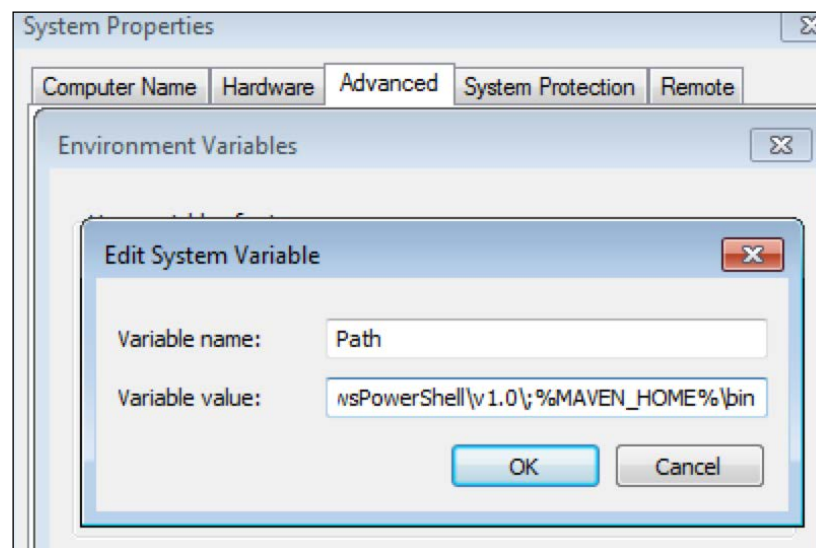 System Properties
Computer Name Hardware Advanced System Protection Remote
Environment Variables
Edit System Variable
Variable name: Path
Variable value: wsPowerShell\v1.0\;%MAVEN_HOME%\bin
OK Cancel